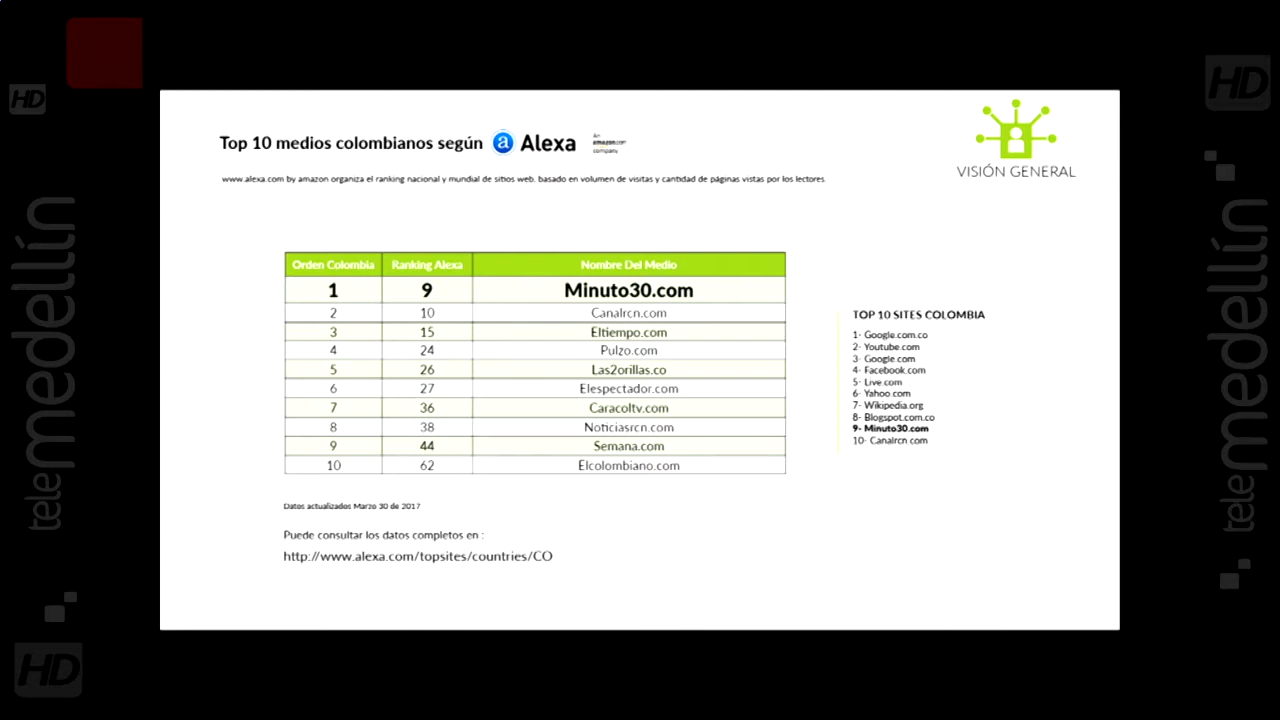 HD
HD
Top 10 medios colombianos según a Alexa An amazon.com company
VISIÓN GENERAL
www.alexa.com by amazon organiza el ranking nacional y mundial de sitios web, basado en volumen de visitas y cantidad de páginas vistas por los lectores.
Orden Colombia Ranking Alexa Nombre Del Medio
1 9 Minuto30.com
2 10 Canalrcn.com
3 15 Eltiempo.com
4 24 Pulzo.com
5 26 Las2orillas.co
6 27 Elespectador.com
7 36 Caracoltv.com
8 38 Noticiasrcn.com
9 44 Semana.com
10 62 Elcolombiano.com
TOP 10 SITES COLOMBIA
1- Google.com.co
2- Youtube.com
3- Google.com
4- Facebook.com
5- Live.com
6- Yahoo.com
7- Wikipedia.org
8- Blogspot.com.co
9- Minuto30.com
10- Canalrcn.com
Datos actualizados Marzo 30 de 2017
Puede consultar los datos completos en :
http://www.alexa.com/topsites/countries/CO
telemedellín
telemedellín
HD